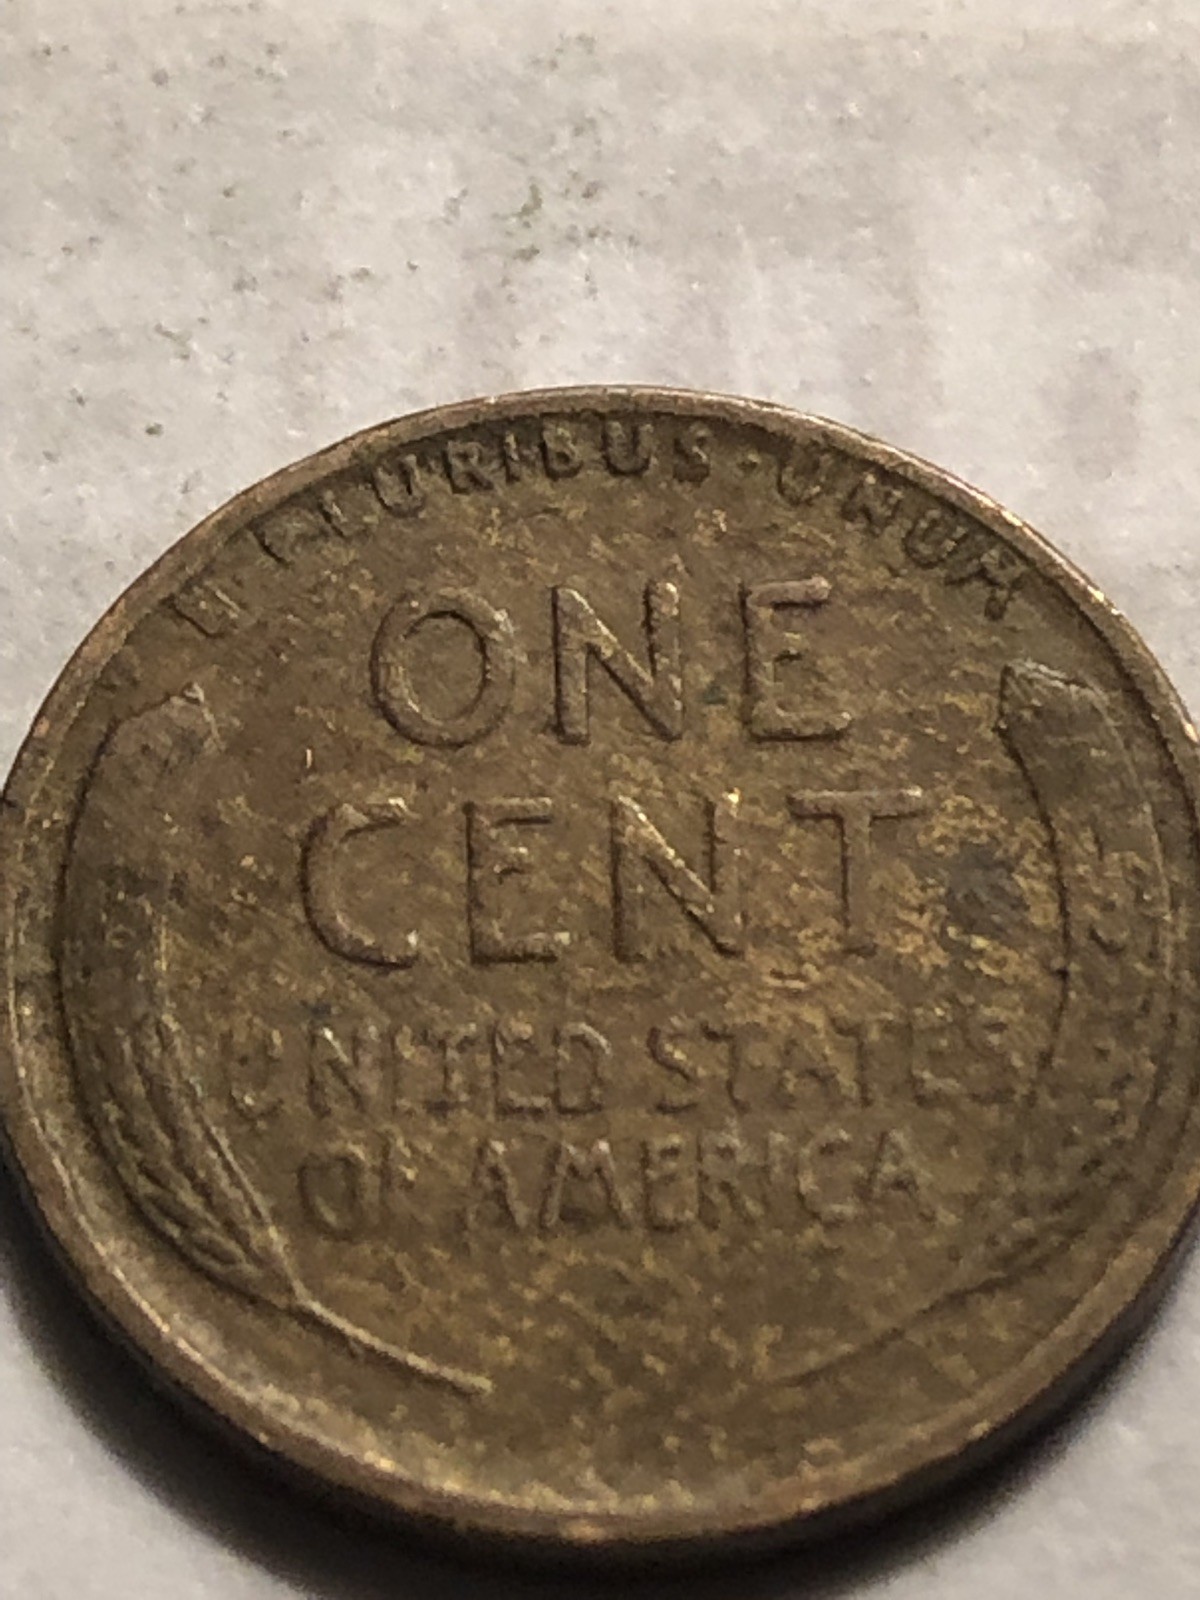 E PLURIBUS · UNUM
ONE
CENT
UNITED STATES
OF AMERICA